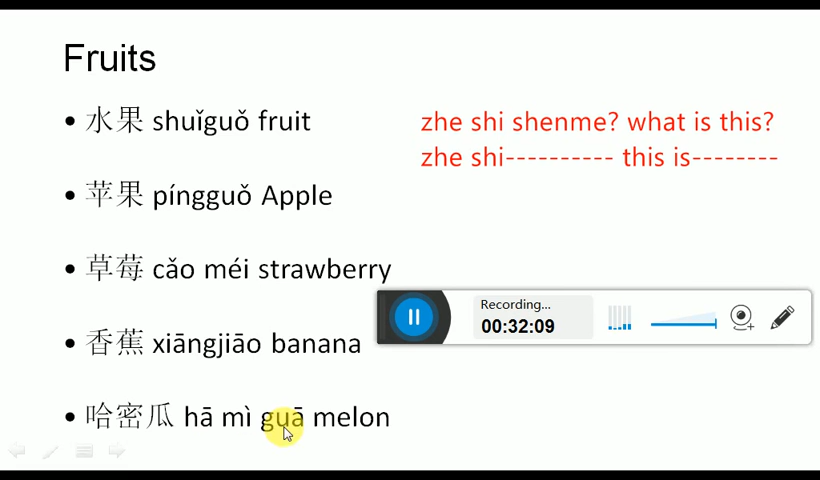 Fruits
水果 shuǐguǒ fruit
苹果 píngguǒ Apple
草莓 cǎo méi strawberry
香蕉 xiāngjiāo banana
哈密瓜 hā mì guā melon
zhe shi shenme? what is this?
zhe shi---------- this is--------
Recording...
00:32:09